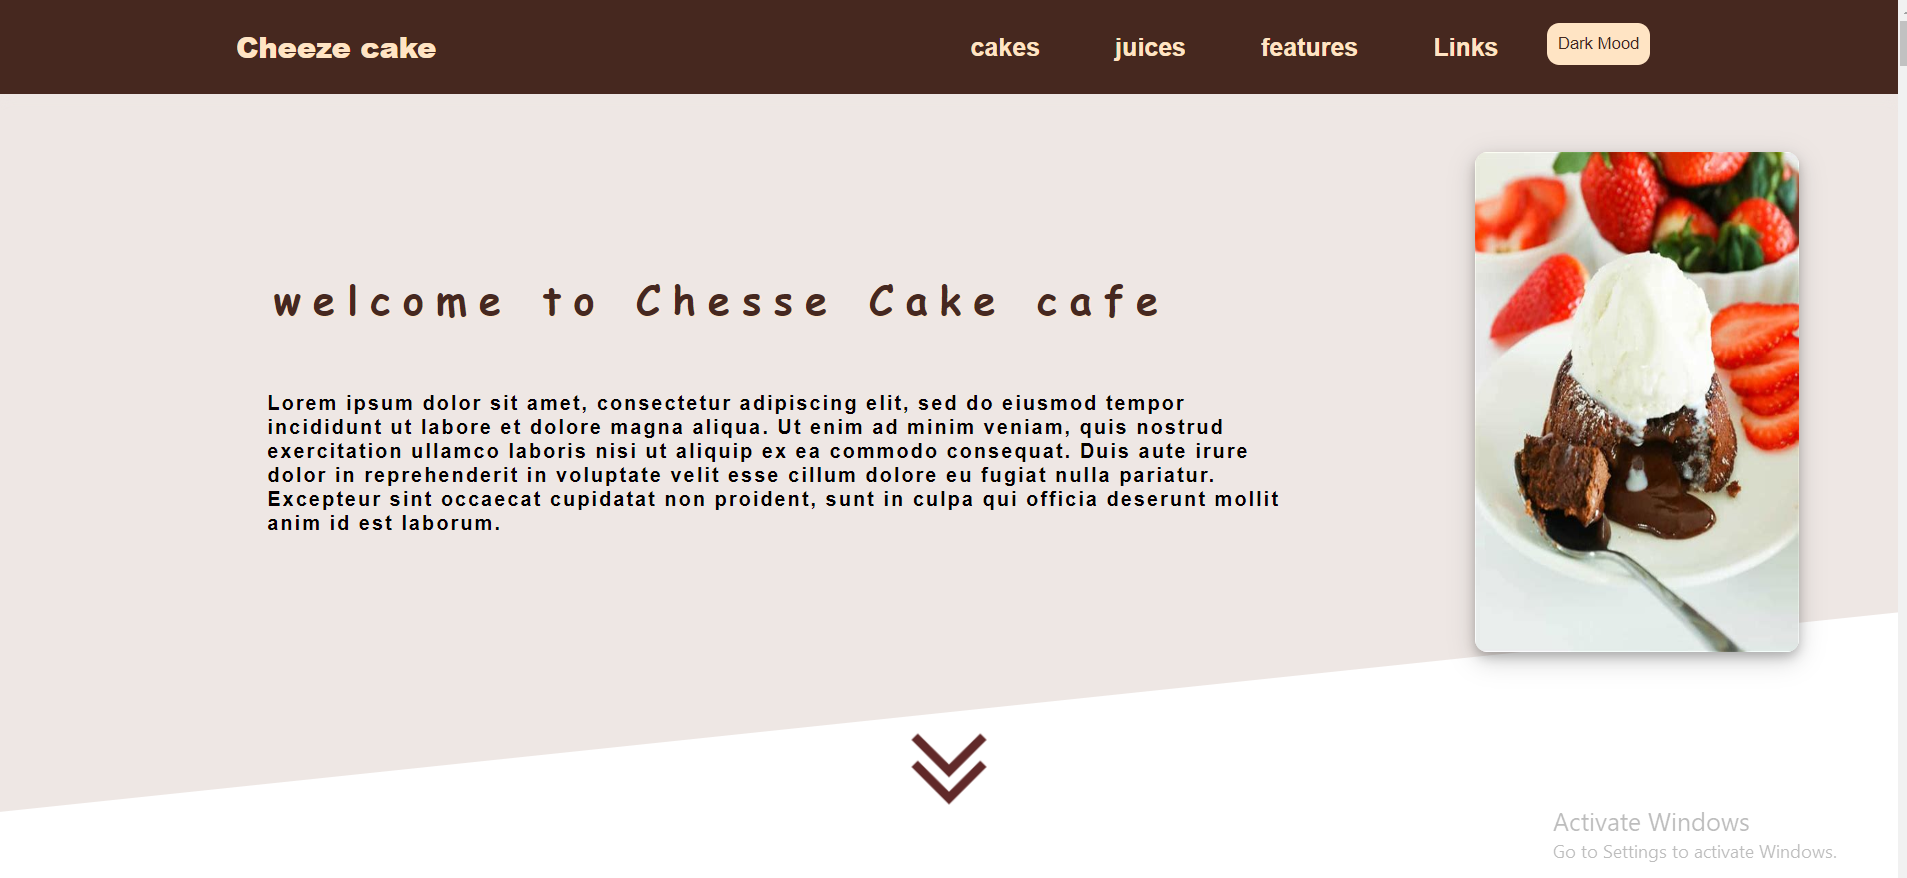 Cheeze cake
cakes juices features Links Dark Mood
welcome to Chesse Cake cafe
Lorem ipsum dolor sit amet, consectetur adipiscing elit, sed do eiusmod tempor
incididunt ut labore et dolore magna aliqua. Ut enim ad minim veniam, quis nostrud
exercitation ullamco laboris nisi ut aliquip ex ea commodo consequat. Duis aute irure
dolor in reprehenderit in voluptate velit esse cillum dolore eu fugiat nulla pariatur.
Excepteur sint occaecat cupidatat non proident, sunt in culpa qui officia deserunt mollit
anim id est laborum.
Activate Windows
Go to Settings to activate Windows.